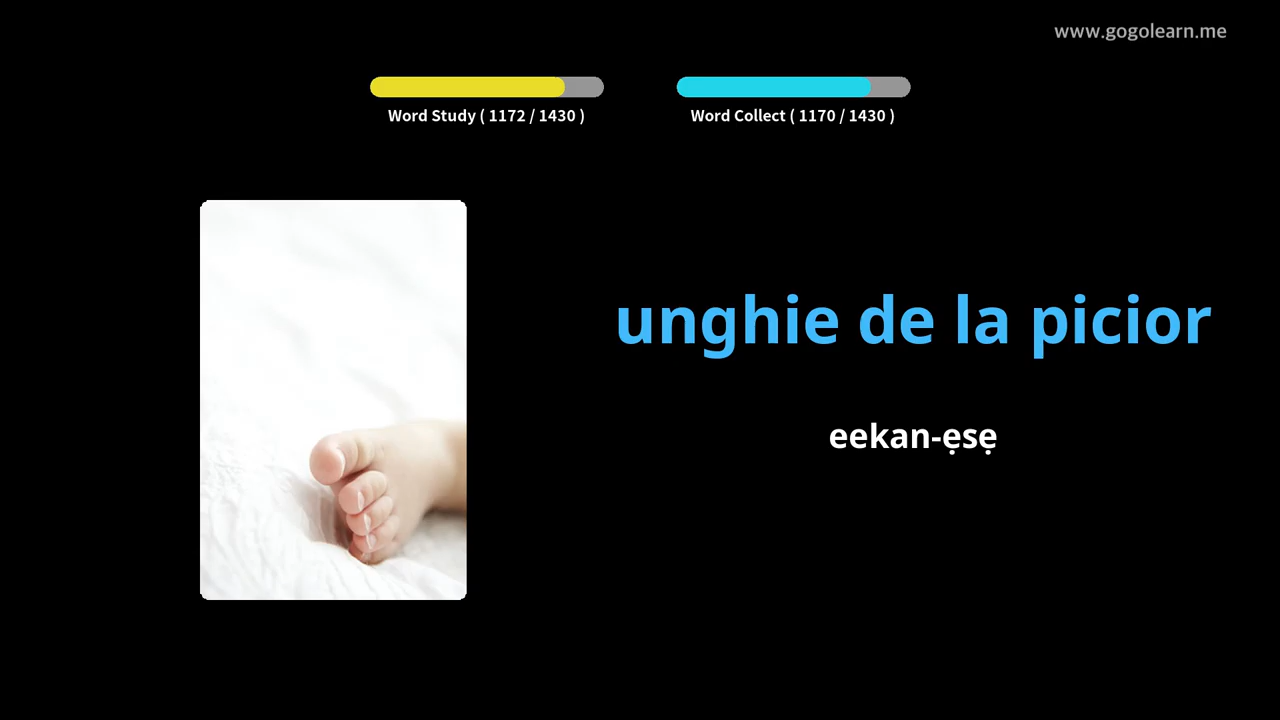 www.gogolearn.me
Word Study ( 1172 / 1430 )
Word Collect ( 1170 / 1430 )
unghie de la picior
eekan-ẹsẹ